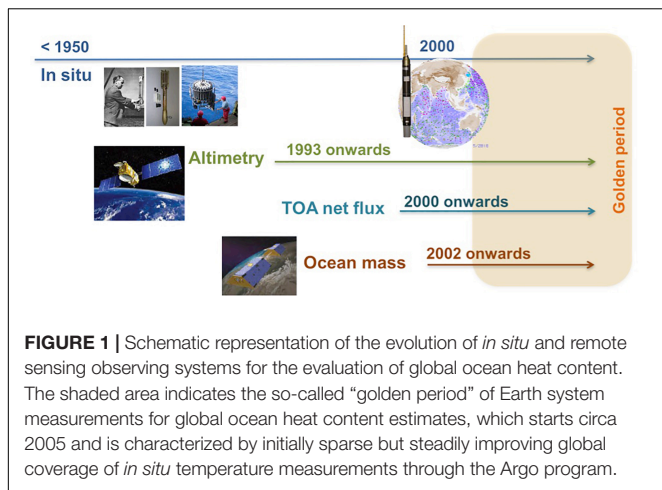 < 1950
2000
In situ
Altimetry
1993 onwards
TOA net flux
2000 onwards
Ocean mass
2002 onwards
Golden period
FIGURE 1 | Schematic representation of the evolution of in situ and remote
sensing observing systems for the evaluation of global ocean heat content.
The shaded area indicates the so-called “golden period” of Earth system
measurements for global ocean heat content estimates, which starts circa
2005 and is characterized by initially sparse but steadily improving global
coverage of in situ temperature measurements through the Argo program.